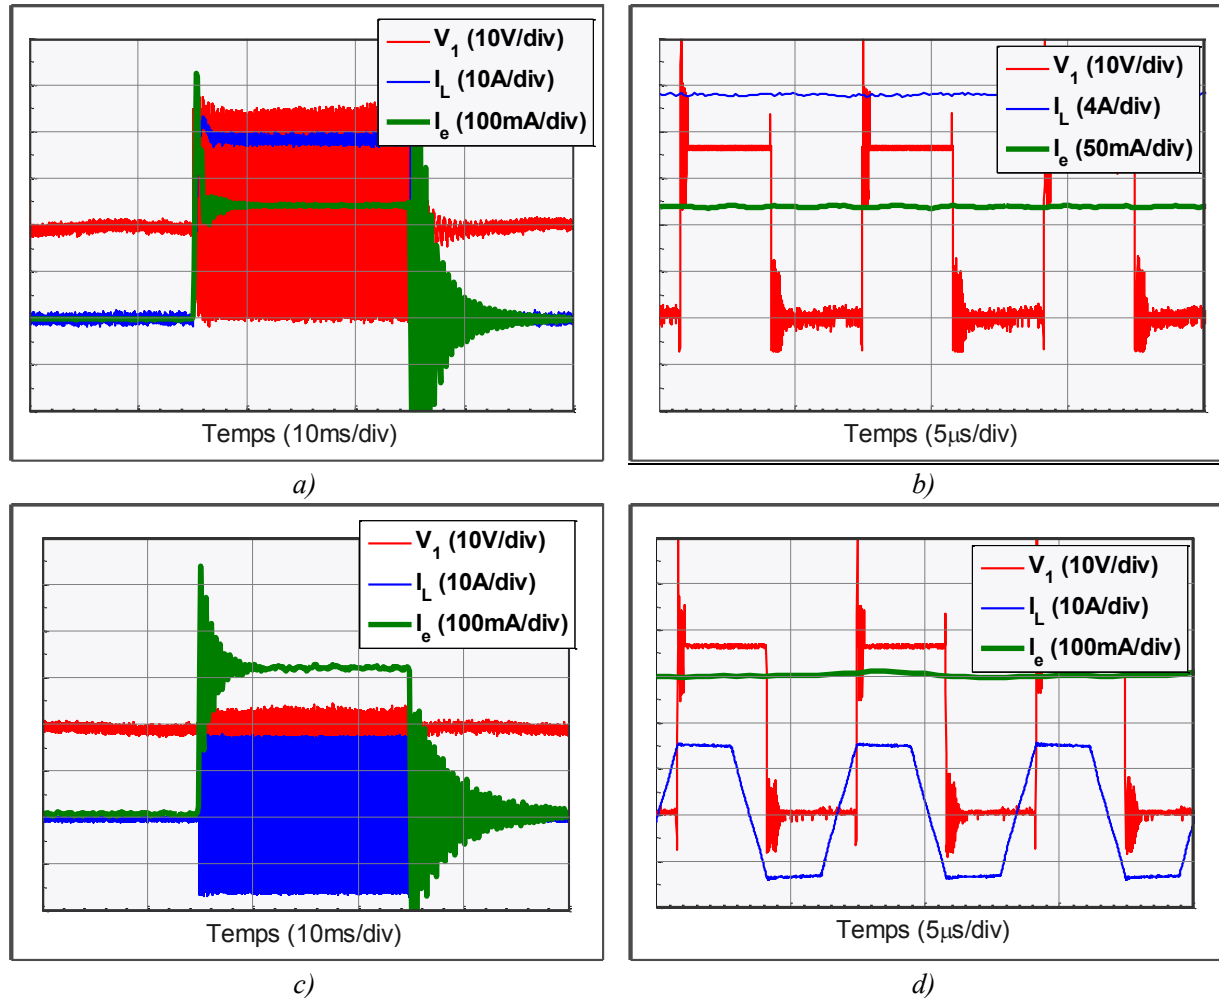 V1 (10V/div)
IL (10A/div)
Ie (100mA/div)
Temps (10ms/div)
a)
V1 (10V/div)
IL (4A/div)
Ie (50mA/div)
Temps (5μs/div)
b)
V1 (10V/div)
IL (10A/div)
Ie (100mA/div)
Temps (10ms/div)
c)
V1 (10V/div)
IL (10A/div)
Ie (100mA/div)
Temps (5μs/div)
d)